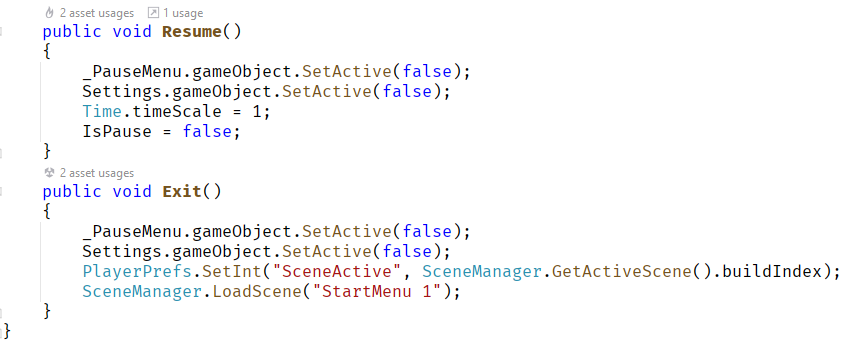 2 asset usages 1 usage
public void Resume()
{
_PauseMenu.gameObject.SetActive(false);
Settings.gameObject.SetActive(false);
Time.timeScale = 1;
IsPause = false;
}
2 asset usages
public void Exit()
{
_PauseMenu.gameObject.SetActive(false);
Settings.gameObject.SetActive(false);
PlayerPrefs.SetInt("SceneActive", SceneManager.GetActiveScene().buildIndex);
SceneManager.LoadScene("StartMenu 1");
}
}